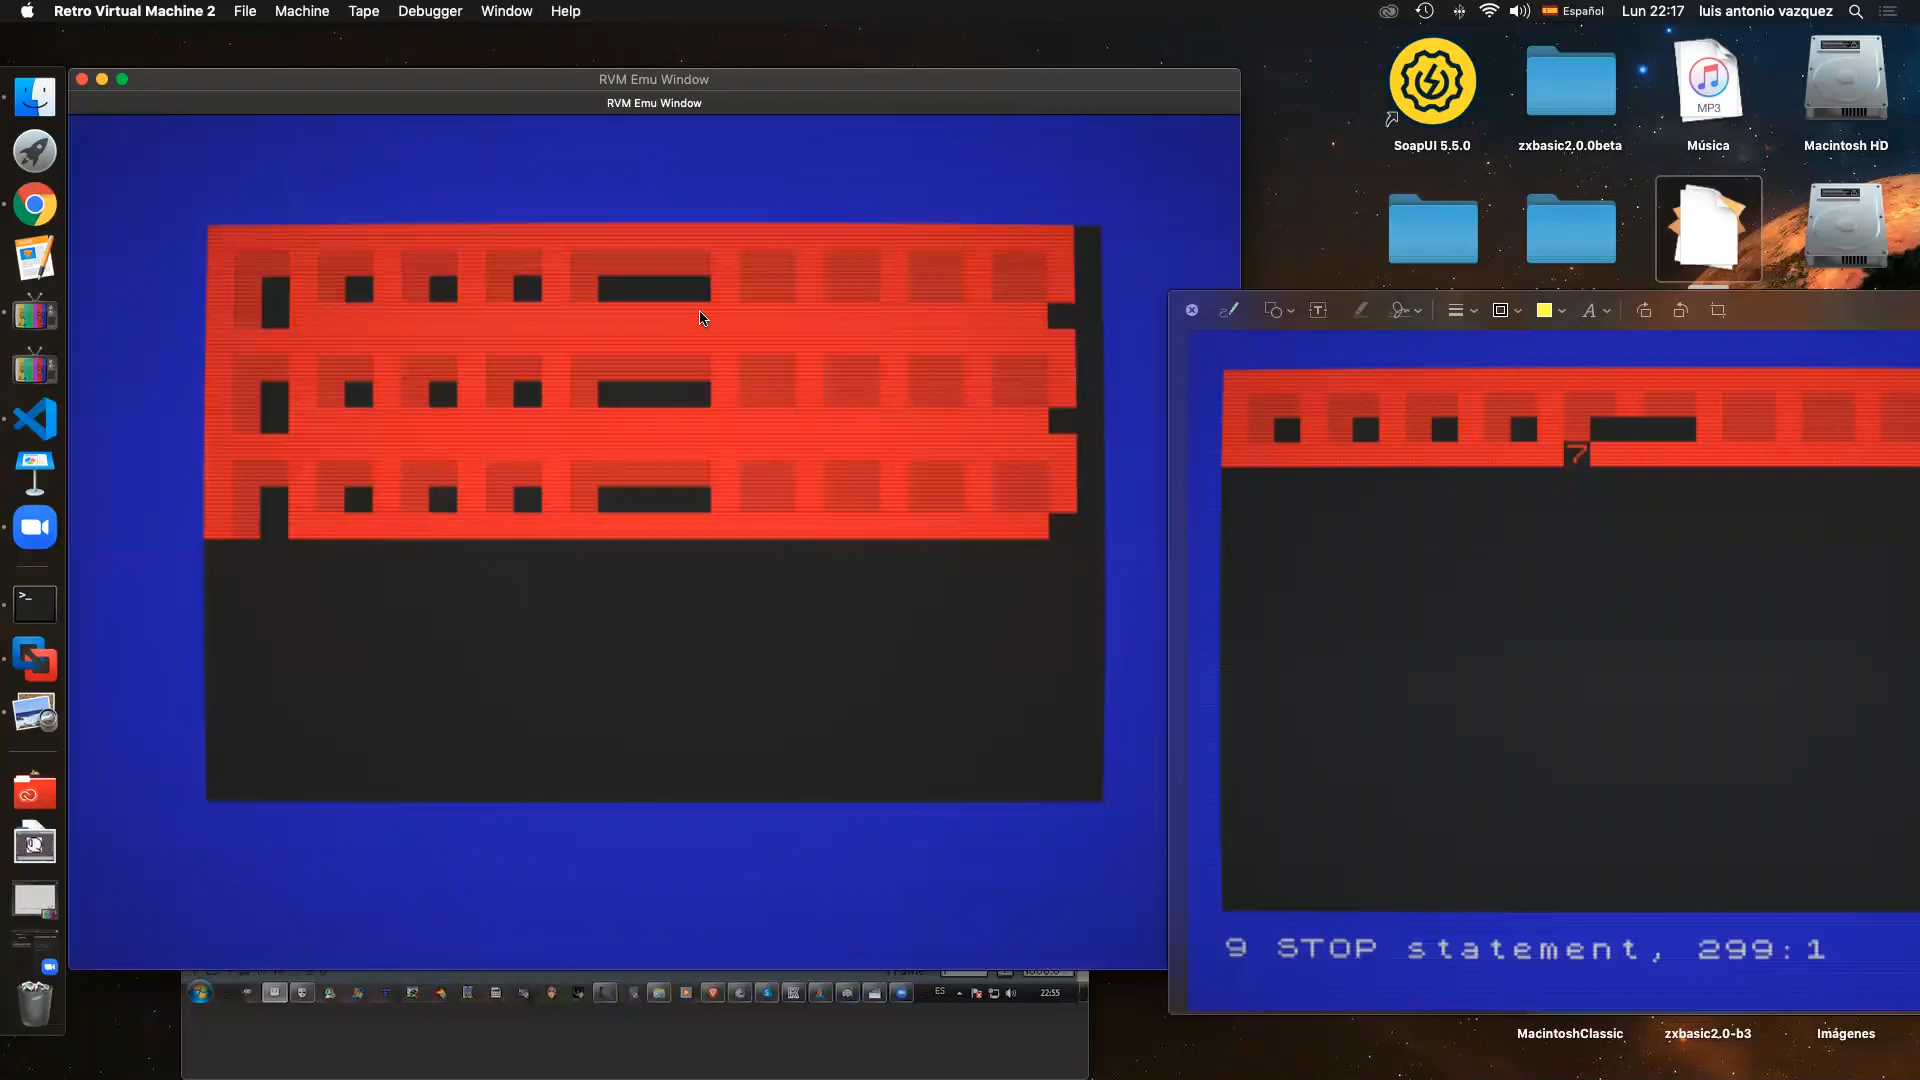 Retro Virtual Machine 2 File Machine Tape Debugger Window Help
Español Lun 22:17 luis antonio vazquez
RVM Emu Window
RVM Emu Window
MP3
SoapUI 5.5.0 zxbasic2.0.0beta Música Macintosh HD
7
9 STOP statement, 299:1
ES 22:55
MacintoshClassic zxbasic2.0-b3 Imágenes